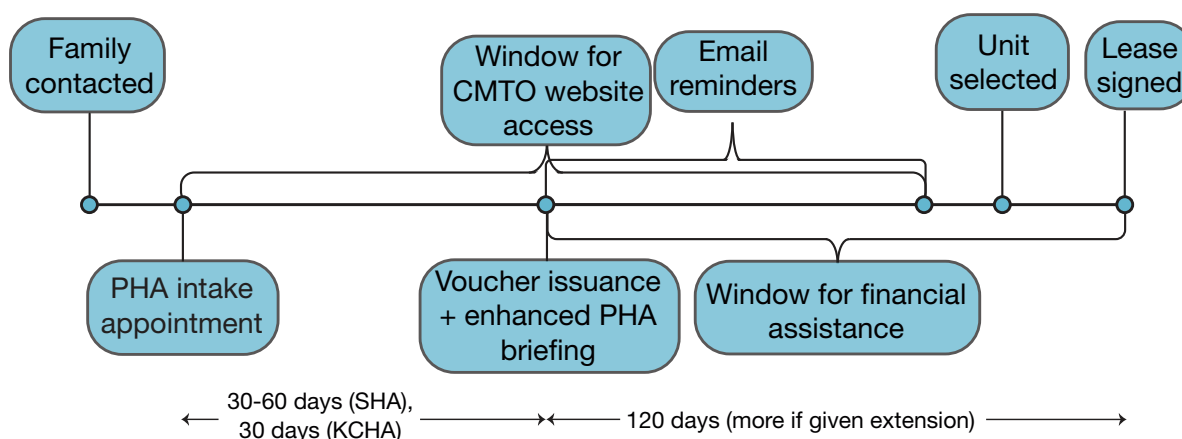 Family
contacted
Window for
CMTO website
access
Email
reminders
Unit
selected
Lease
signed
PHA intake
appointment
Voucher issuance
+ enhanced PHA
briefing
Window for financial
assistance
30-60 days (SHA),
30 days (KCHA)
120 days (more if given extension)